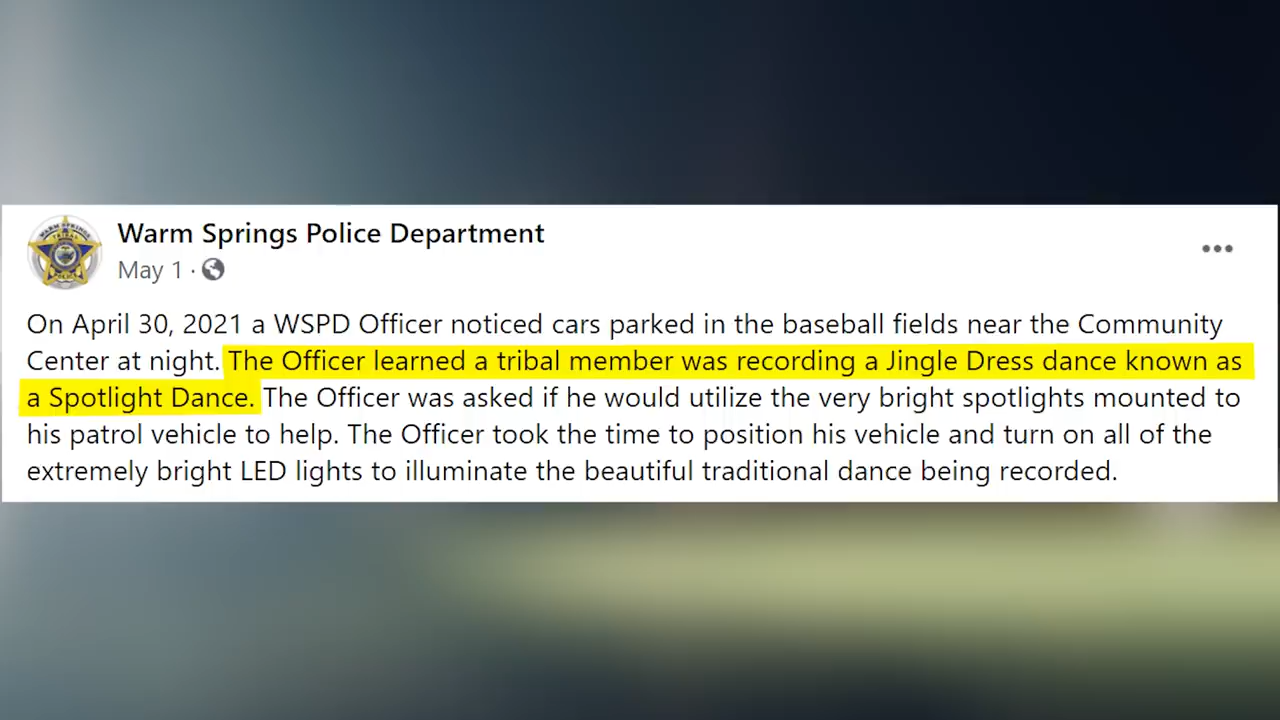 Warm Springs Police Department
May 1 ·
On April 30, 2021 a WSPD Officer noticed cars parked in the baseball fields near the Community
Center at night. The Officer learned a tribal member was recording a Jingle Dress dance known as
a Spotlight Dance. The Officer was asked if he would utilize the very bright spotlights mounted to
his patrol vehicle to help. The Officer took the time to position his vehicle and turn on all of the
extremely bright LED lights to illuminate the beautiful traditional dance being recorded.